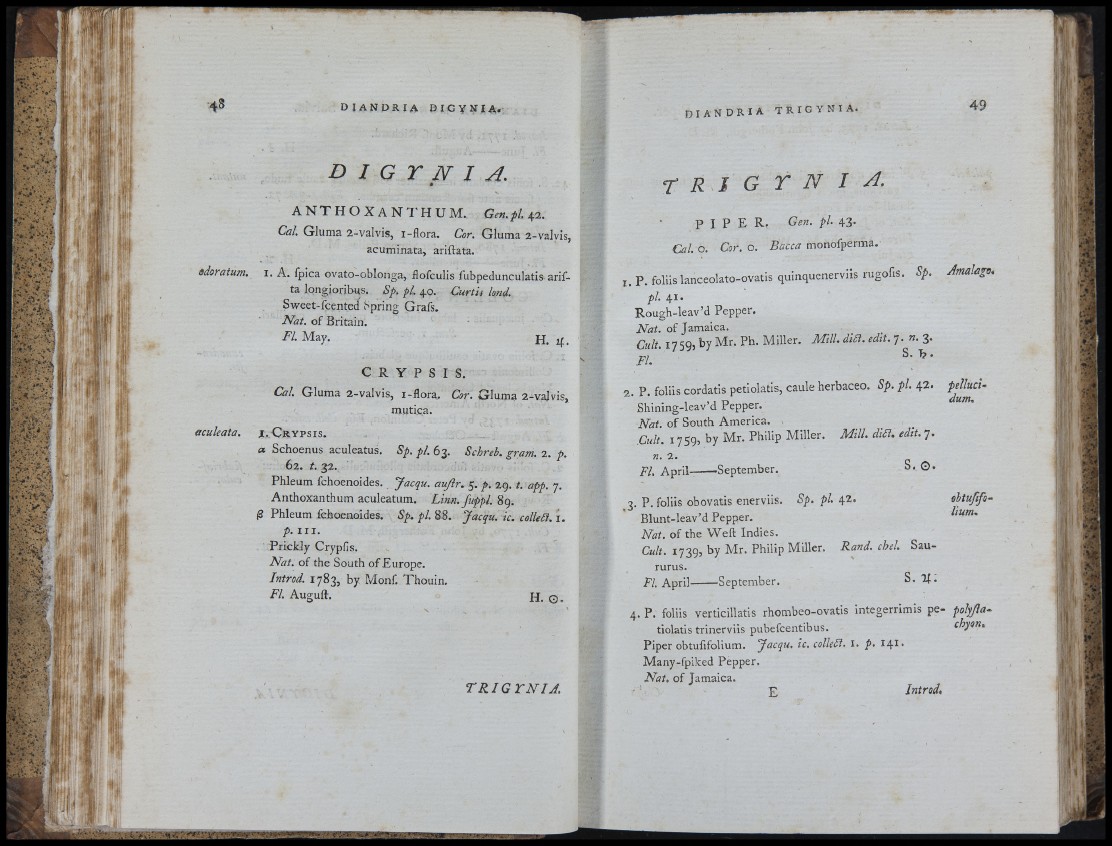 48
DIANDRIA DIGYNIA.
DIGYNIA.
ANTHOXANTHUM. Gen. pl. 42.
Cal. Gluma 2-valvis, 1-flora. Cor. Gluma 2-valvis,
acuminata, ariſtata.
odoratum. 1. A. ſpica ovato-oblonga, floſculis ſubpedunculatis ariſ-
ta longioribus. Sp. pl. 40. Curtis lond.
Sweet-ſcented Spring Graſs.
Nat. of Britain.
Fl. May. H. ♃.
CRYPSIS.
Cal. Gluma 2-valvis, 1-flora. Cor. Gluma 2-valvis,
mutica.
aculeata. 1. CRYPSIS.
α Schoenus aculeatus. Sp. pl. 63. Schreb. gram. 2. p.
62. t. 32.
Phleum ſchoenoides. Jacqu. auſtr. 5. p. 29. t. app. 7.
Anthoxanthum aculeatum. Linn. ſuppl. 89.
β Phleum ſchoenoides. Sp. pl. 88. Jacqu. ic. collect. 1.
p. 111.
Prickly Crypſis.
Nat. of the South of Europe.
Introd. 1783, by Monſ. Thouin.
Fl. Auguſt. H. ☉.
TRIGYNIA.
DIANDRIA TRIGYNIA.
49
TRIGYNIA.
PIPER. Gen. pl. 43.
Cal. 0. Cor. 0. Bacca monoſperma.
1. P. foliis lanceolato-ovatis quinquenerviis rugoſis. Sp. Amalago.
pl. 41.
Rough-leav'd Pepper.
Nat. of Jamaica.
Cult. 1759, by Mr. Ph. Miller. Mill. dict. edit. 7. n. 3.
Fl. S. ♄.
2. P. foliis cordatis petiolatis, caule herbaceo. Sp. pl. 42. pelluci-
Shining-leav'd Pepper. dum.
Nat. of South America.
Cult. 1759, by Mr. Philip Miller. Mill. dict. edit. 7.
n. 2.
Fl. April——September. S. ☉.
3. P. foliis obovatis enerviis. Sp. pl. 42. obtuſifo-
Blunt-leav'd Pepper. lium.
Nat. of the Weſt Indies.
Cult. 1739, by Mr. Philip Miller. Rand. chel. Sau-
rurus.
Fl. April——September. S. ♃.
4. P. foliis verticillatis rhombeo-ovatis integerrimis pe- polyſta-
tiolatis trinerviis pubeſcentibus. chyon.
Piper obtuſifolium. Jacqu. ic. collect. 1. p. 141.
Many-ſpiked Pepper.
Nat. of Jamaica.
E Introd.